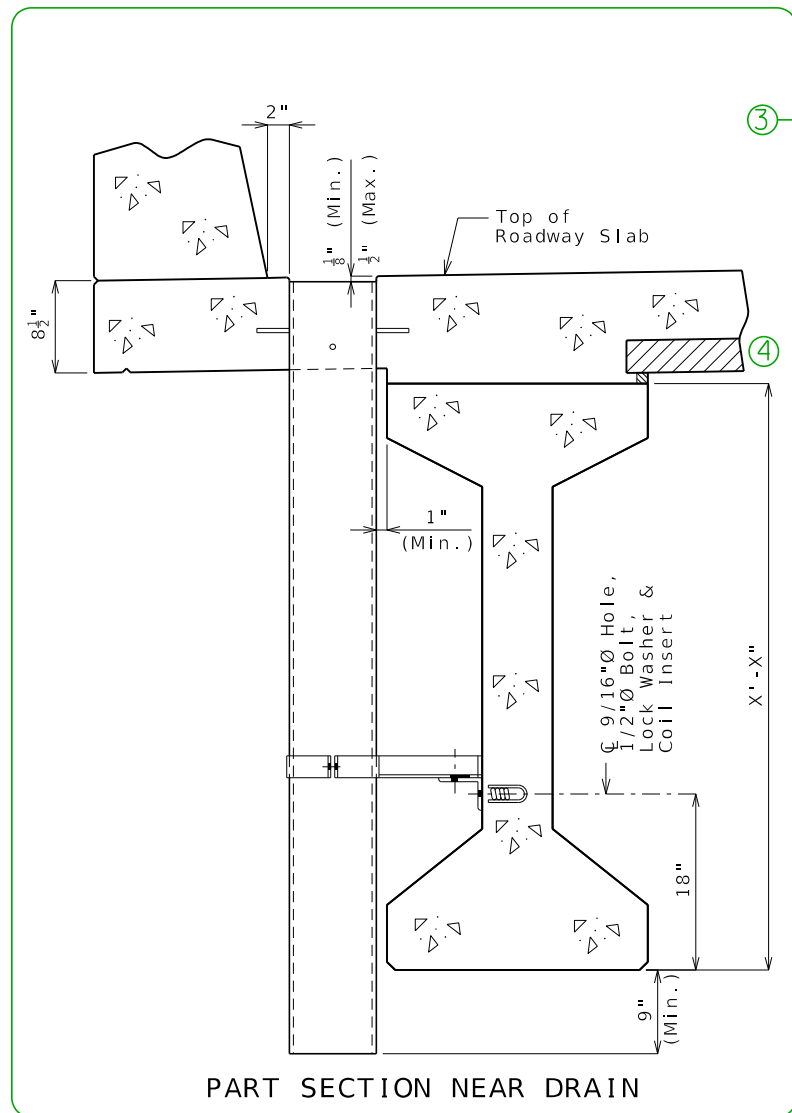 2"
③
1/8" (Min.)
1/2" (Max.)
Top of
Roadway Slab
8 1/2"
④
1"
(Min.)
℄ 9/16"Ø Hole,
1/2"Ø Bolt,
Lock Washer &
Coil Insert
X'-X"
18"
9"
(Min.)
PART SECTION NEAR DRAIN